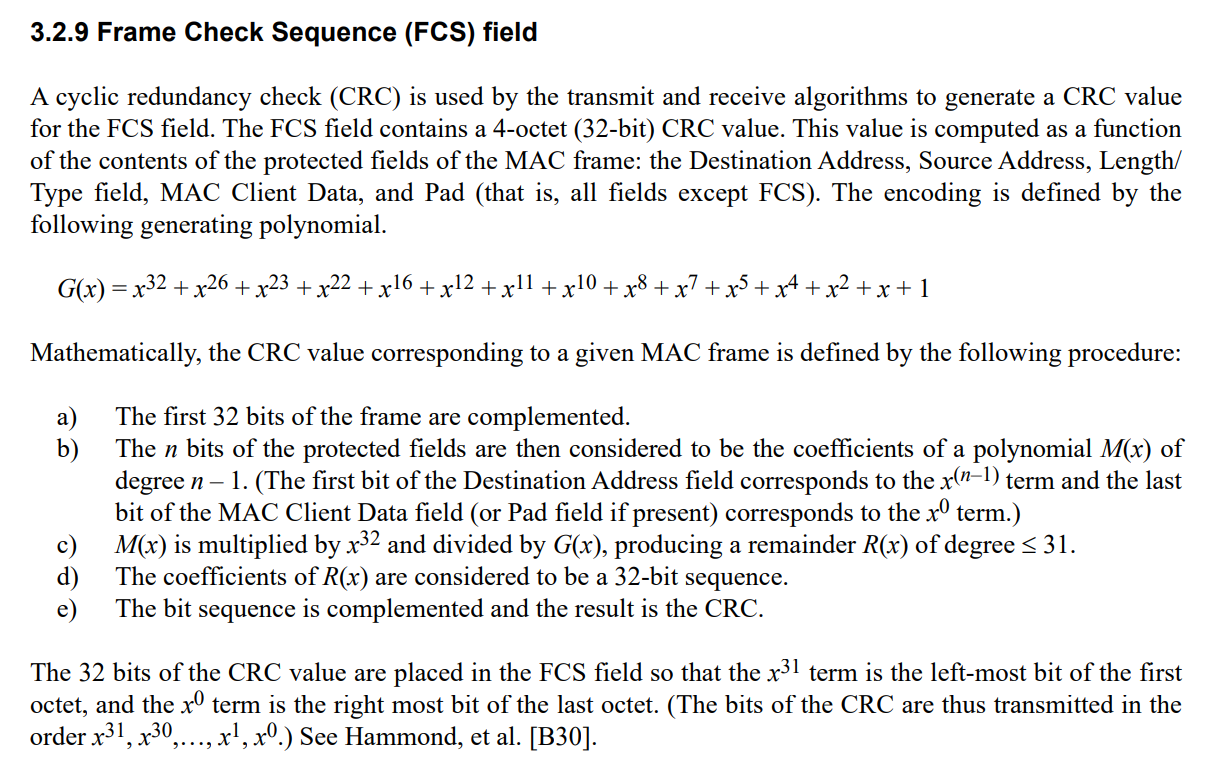 3.2.9 Frame Check Sequence (FCS) field
A cyclic redundancy check (CRC) is used by the transmit and receive algorithms to generate a CRC value
for the FCS field. The FCS field contains a 4-octet (32-bit) CRC value. This value is computed as a function
of the contents of the protected fields of the MAC frame: the Destination Address, Source Address, Length/
Type field, MAC Client Data, and Pad (that is, all fields except FCS). The encoding is defined by the
following generating polynomial.
G(x) = x^32 + x^26 + x^23 + x^22 + x^16 + x^12 + x^11 + x^10 + x^8 + x^7 + x^5 + x^4 + x^2 + x + 1
Mathematically, the CRC value corresponding to a given MAC frame is defined by the following procedure:
a) The first 32 bits of the frame are complemented.
b) The n bits of the protected fields are then considered to be the coefficients of a polynomial M(x) of
degree n – 1. (The first bit of the Destination Address field corresponds to the x^(n–1) term and the last
bit of the MAC Client Data field (or Pad field if present) corresponds to the x^0 term.)
c) M(x) is multiplied by x^32 and divided by G(x), producing a remainder R(x) of degree ≤ 31.
d) The coefficients of R(x) are considered to be a 32-bit sequence.
e) The bit sequence is complemented and the result is the CRC.
The 32 bits of the CRC value are placed in the FCS field so that the x^31 term is the left-most bit of the first
octet, and the x^0 term is the right most bit of the last octet. (The bits of the CRC are thus transmitted in the
order x^31, x^30,…, x^1, x^0.) See Hammond, et al. [B30].